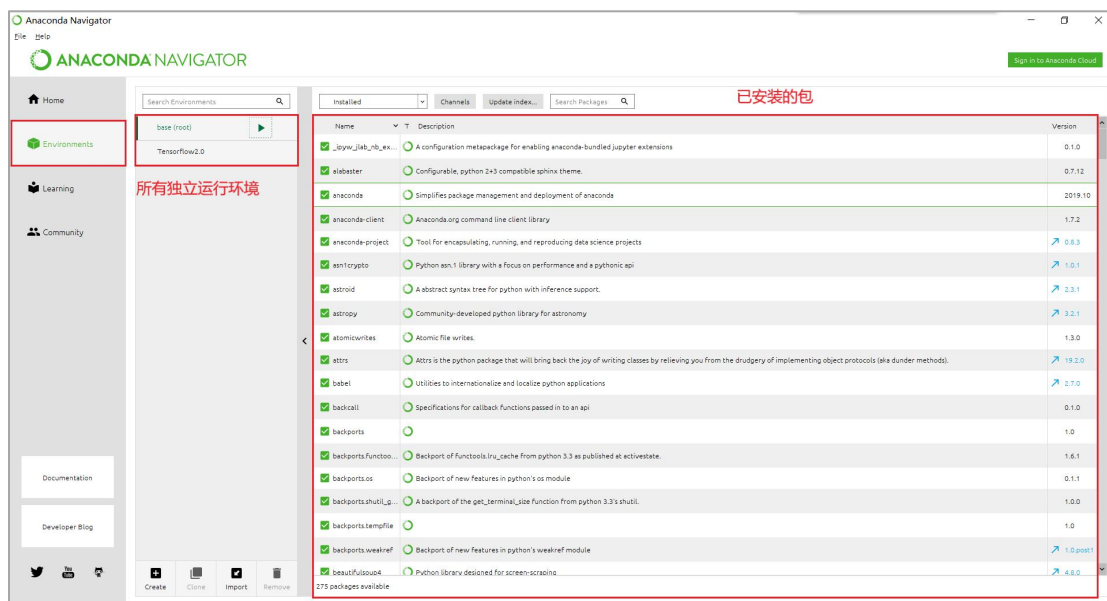 Anaconda Navigator
File Help
ANACONDA NAVIGATOR
Sign in to Anaconda Cloud
Home
Environments
Learning
Community
Documentation
Developer Blog
Search Environments
base (root)
Tensorflow2.0
所有独立运行环境
Create Clone Import Remove
Installed Channels Update index... Search Packages
已安装的包
Name T Description Version
_ipyw_jlab_nb_ex... A configuration metapackage for enabling anaconda-bundled jupyter extensions 0.1.0
alabaster Configurable, python 2+3 compatible sphinx theme. 0.7.12
anaconda Simplifies package management and deployment of anaconda 2019.10
anaconda-client Anaconda.org command line client library 1.7.2
anaconda-project Tool for encapsulating, running, and reproducing data science projects 0.8.3
asn1crypto Python asn.1 library with a focus on performance and a pythonic api 1.0.1
astroid A abstract syntax tree for python with inference support. 2.3.1
astropy Community-developed python library for astronomy 3.2.1
atomicwrites Atomic file writes. 1.3.0
attrs Attrs is the python package that will bring back the joy of writing classes by relieving you from the drudgery of implementing object protocols (aka dunder methods). 19.2.0
babel Utilities to internationalize and localize python applications 2.7.0
backcall Specifications for callback functions passed in to an api 0.1.0
backports 1.0
backports.functoo... Backport of functools.lru_cache from python 3.3 as published at activestate. 1.6.1
backports.os Backport of new features in python's os module 0.1.1
backports.shutil_g... A backport of the get_terminal_size function from python 3.3's shutil. 1.0.0
backports.tempfile 1.0
backports.weakref Backport of new features in python's weakref module 1.0.post1
beautifulsoup4 Python library designed for screen-scraping 4.8.0
275 packages available